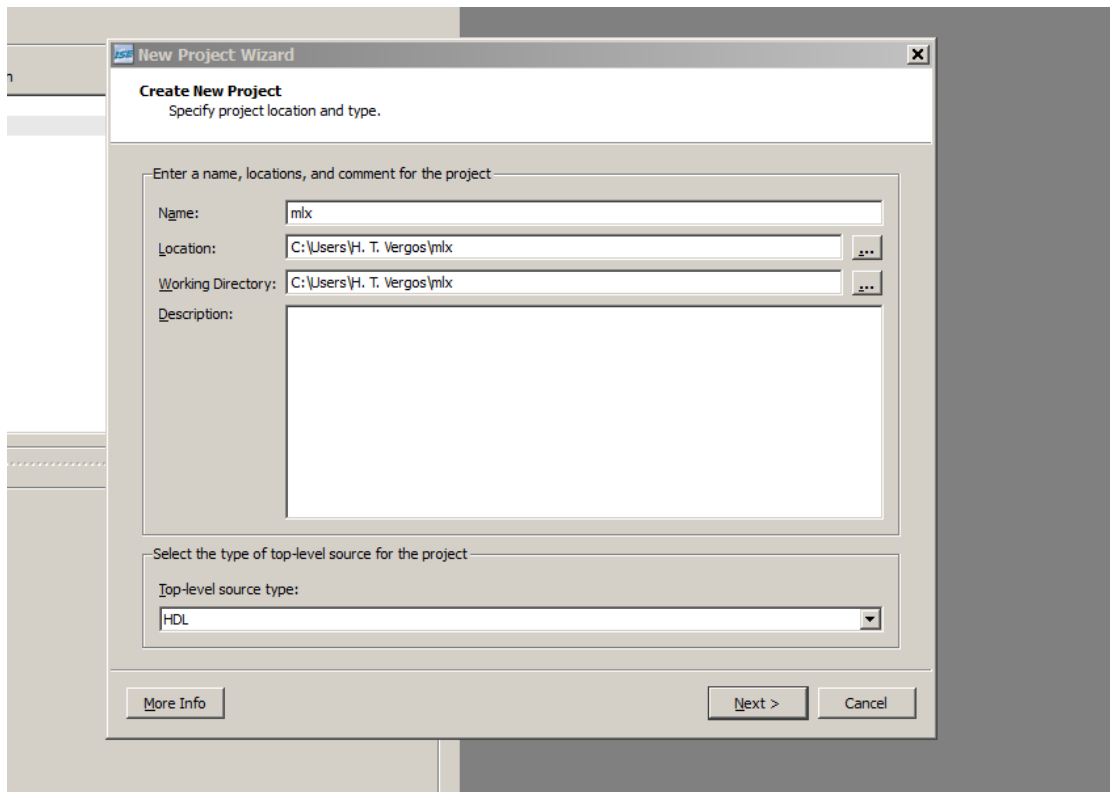 n
ISE New Project Wizard
Create New Project
Specify project location and type.
Enter a name, locations, and comment for the project
Name: mlx
Location: C:\Users\H. T. Vergos\mlx ...
Working Directory: C:\Users\H. T. Vergos\mlx ...
Description:
Select the type of top-level source for the project
Top-level source type:
HDL
More Info Next > Cancel